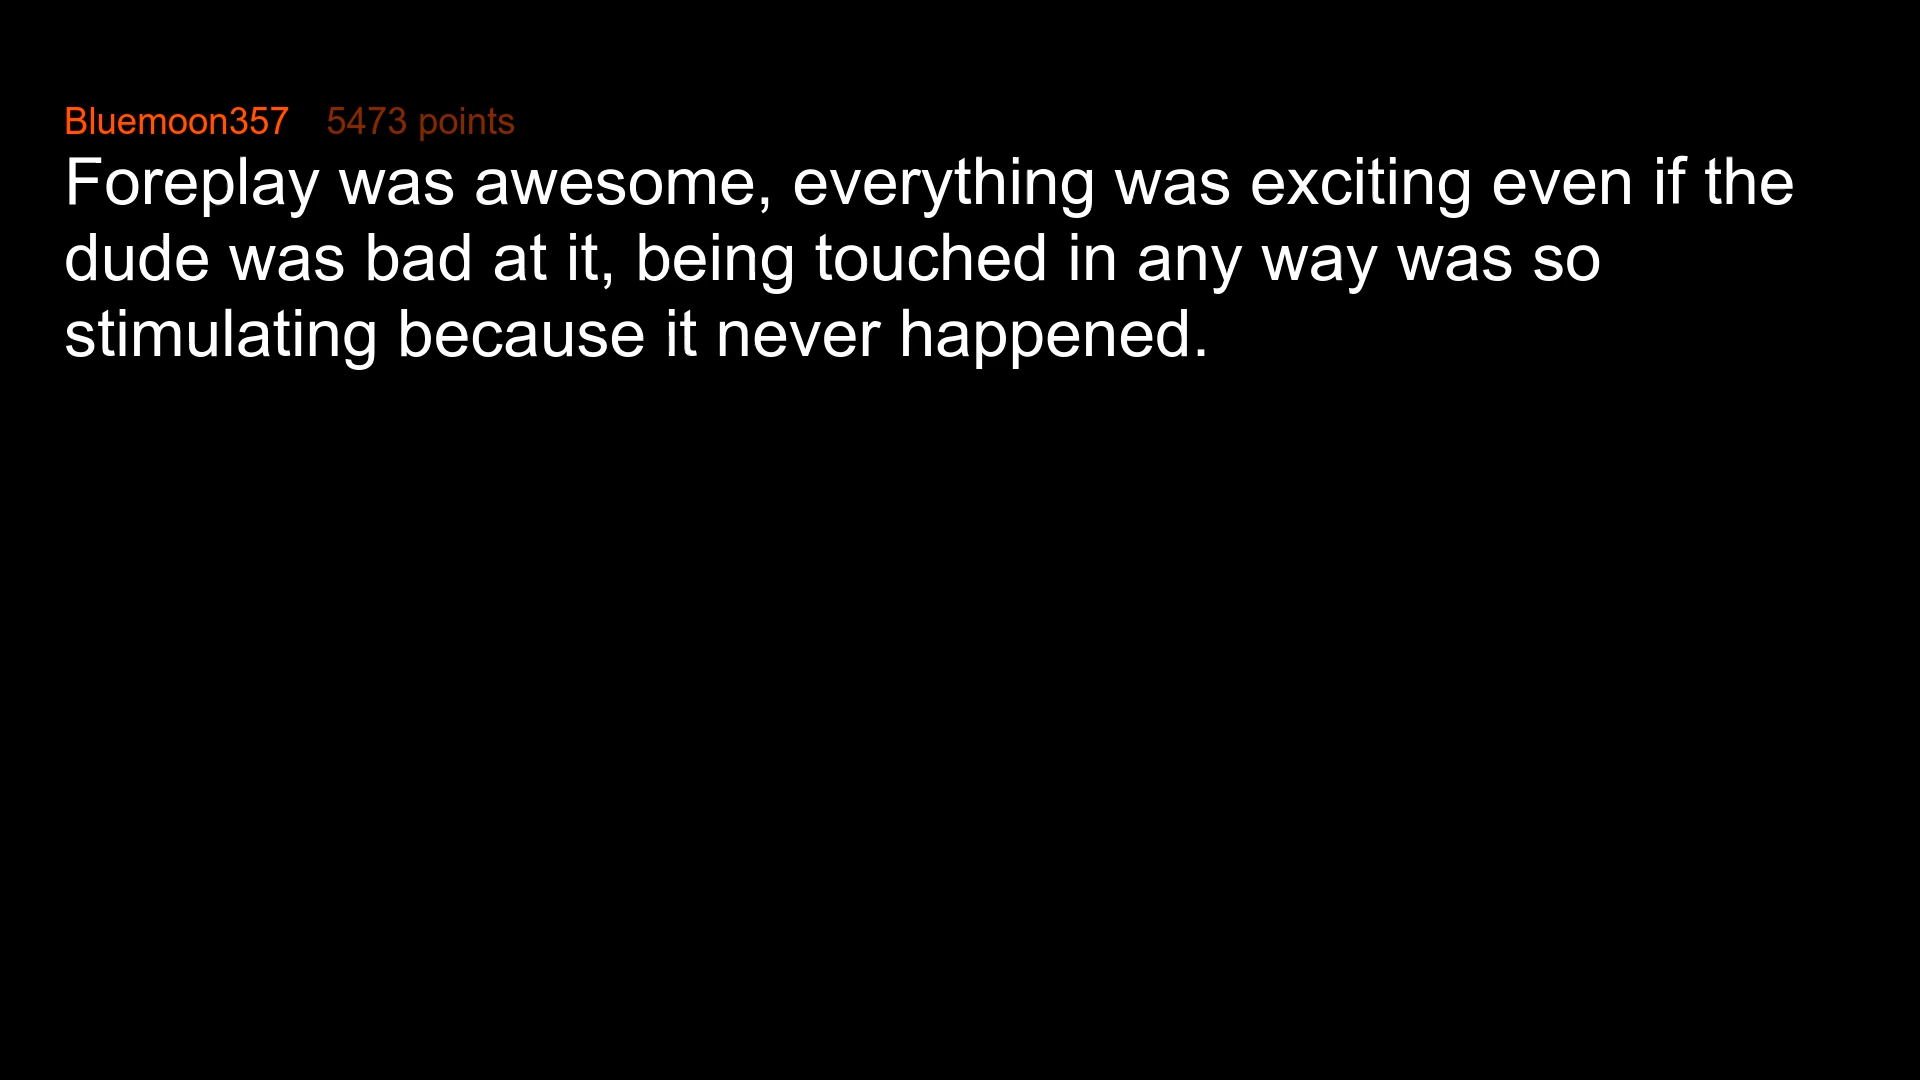 Bluemoon357 5473 points
Foreplay was awesome, everything was exciting even if the
dude was bad at it, being touched in any way was so
stimulating because it never happened.